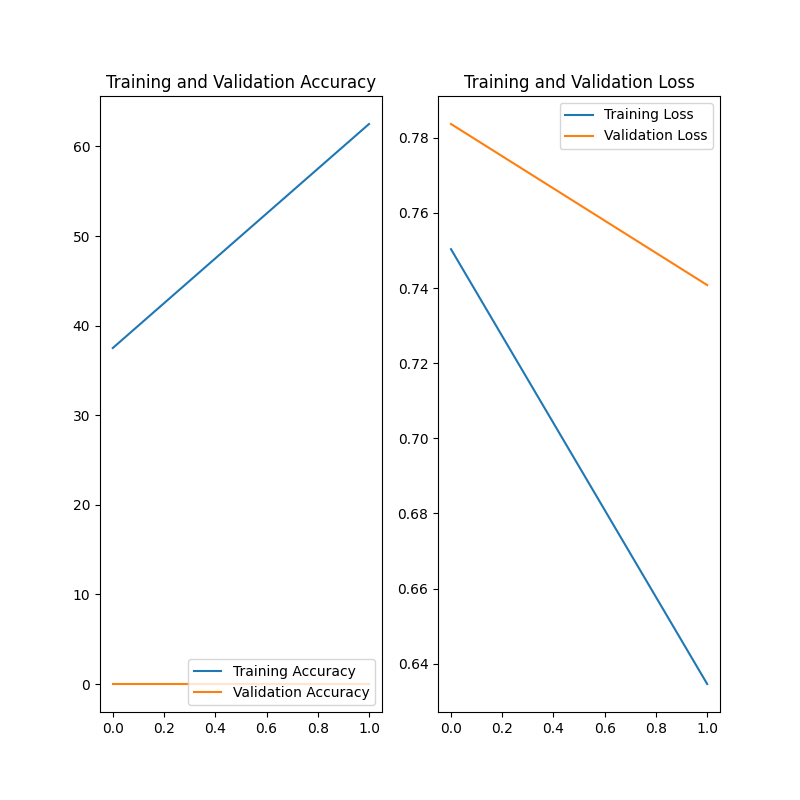 Training and Validation Accuracy
60
50
40
30
20
10
0
0.0 0.2 0.4 0.6 0.8 1.0
Training Accuracy
Validation Accuracy
Training and Validation Loss
0.78
0.76
0.74
0.72
0.70
0.68
0.66
0.64
0.0 0.2 0.4 0.6 0.8 1.0
Training Loss
Validation Loss